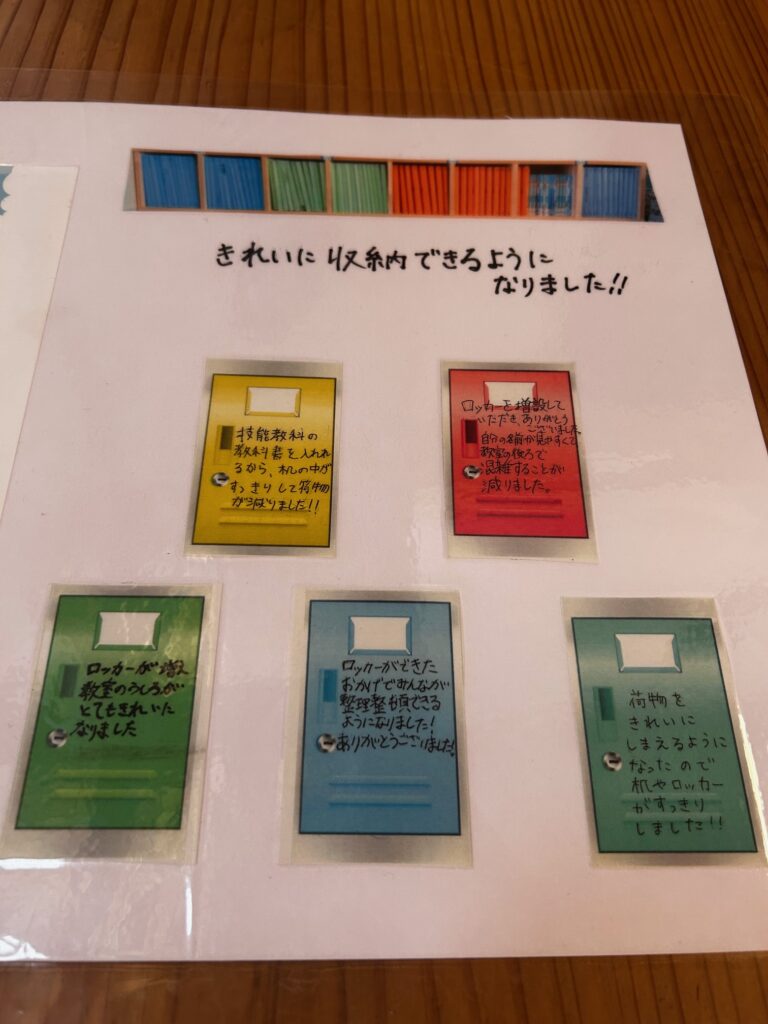 きれいに収納できるように
なりました!!
技能教科の
教科書を入れれ
るから、机の中が
すっきりして荷物
が減りました!!
ロッカーを増設して
いただき、ありがとう
ございました。
自分の名前が見やすくて
教室の後ろで
混雑することが
減りました。
ロッカーが増え
教室のうしろが
とてもきれいに
なりました
ロッカーができた
おかげでみんなが
整理整頓できる
ようになりました!
ありがとうございました!
荷物を
きれいに
しまえるように
なったので
机やロッカー
がすっきり
しました!!